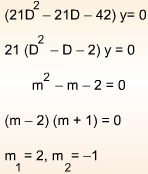 (21D² – 21D – 42) y= 0
21 (D² – D – 2) y = 0
m² – m – 2 = 0
(m – 2) (m + 1) = 0
m₁ = 2, m₂ = –1